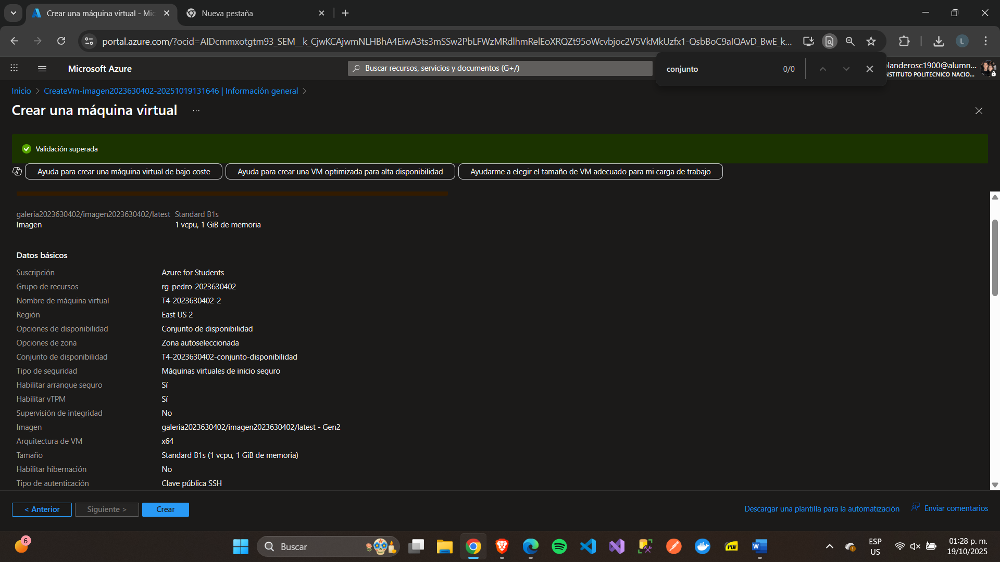 Crear una máquina virtual - Mic
Nueva pestaña
portal.azure.com/?ocid=AIDcmmxotgtm93_SEM__k_CjwKCAjwmNLHBhA4EiwA3ts3mSSw2PbLFWzMRdlhmRelEoXRQZt95oWcvbjoc2V5VkMkUzfx1-QsbBoC9aIQAvD_BwE_k...
L
Microsoft Azure
Buscar recursos, servicios y documentos (G+/)
conjunto
0/0
landerosc1900@alumn...
NSTITUTO POLITECNICO NACIO...
Inicio > CreateVm-imagen2023630402-20251019131646 | Información general >
Crear una máquina virtual ...
Validación superada
Ayuda para crear una máquina virtual de bajo coste
Ayuda para crear una VM optimizada para alta disponibilidad
Ayudarme a elegir el tamaño de VM adecuado para mi carga de trabajo
galeria2023630402/imagen2023630402/latest Standard B1s
Imagen 1 vcpu, 1 GiB de memoria
Datos básicos
Suscripción Azure for Students
Grupo de recursos rg-pedro-2023630402
Nombre de máquina virtual T4-2023630402-2
Región East US 2
Opciones de disponibilidad Conjunto de disponibilidad
Opciones de zona Zona autoseleccionada
Conjunto de disponibilidad T4-2023630402-conjunto-disponibilidad
Tipo de seguridad Máquinas virtuales de inicio seguro
Habilitar arranque seguro Sí
Habilitar vTPM Sí
Supervisión de integridad No
Imagen galeria2023630402/imagen2023630402/latest - Gen2
Arquitectura de VM x64
Tamaño Standard B1s (1 vcpu, 1 GiB de memoria)
Habilitar hibernación No
Tipo de autenticación Clave pública SSH
< Anterior
Siguiente >
Crear
Descargar una plantilla para la automatización
Enviar comentarios
6
Buscar
PDF
W
ESP
US
01:28 p. m.
19/10/2025